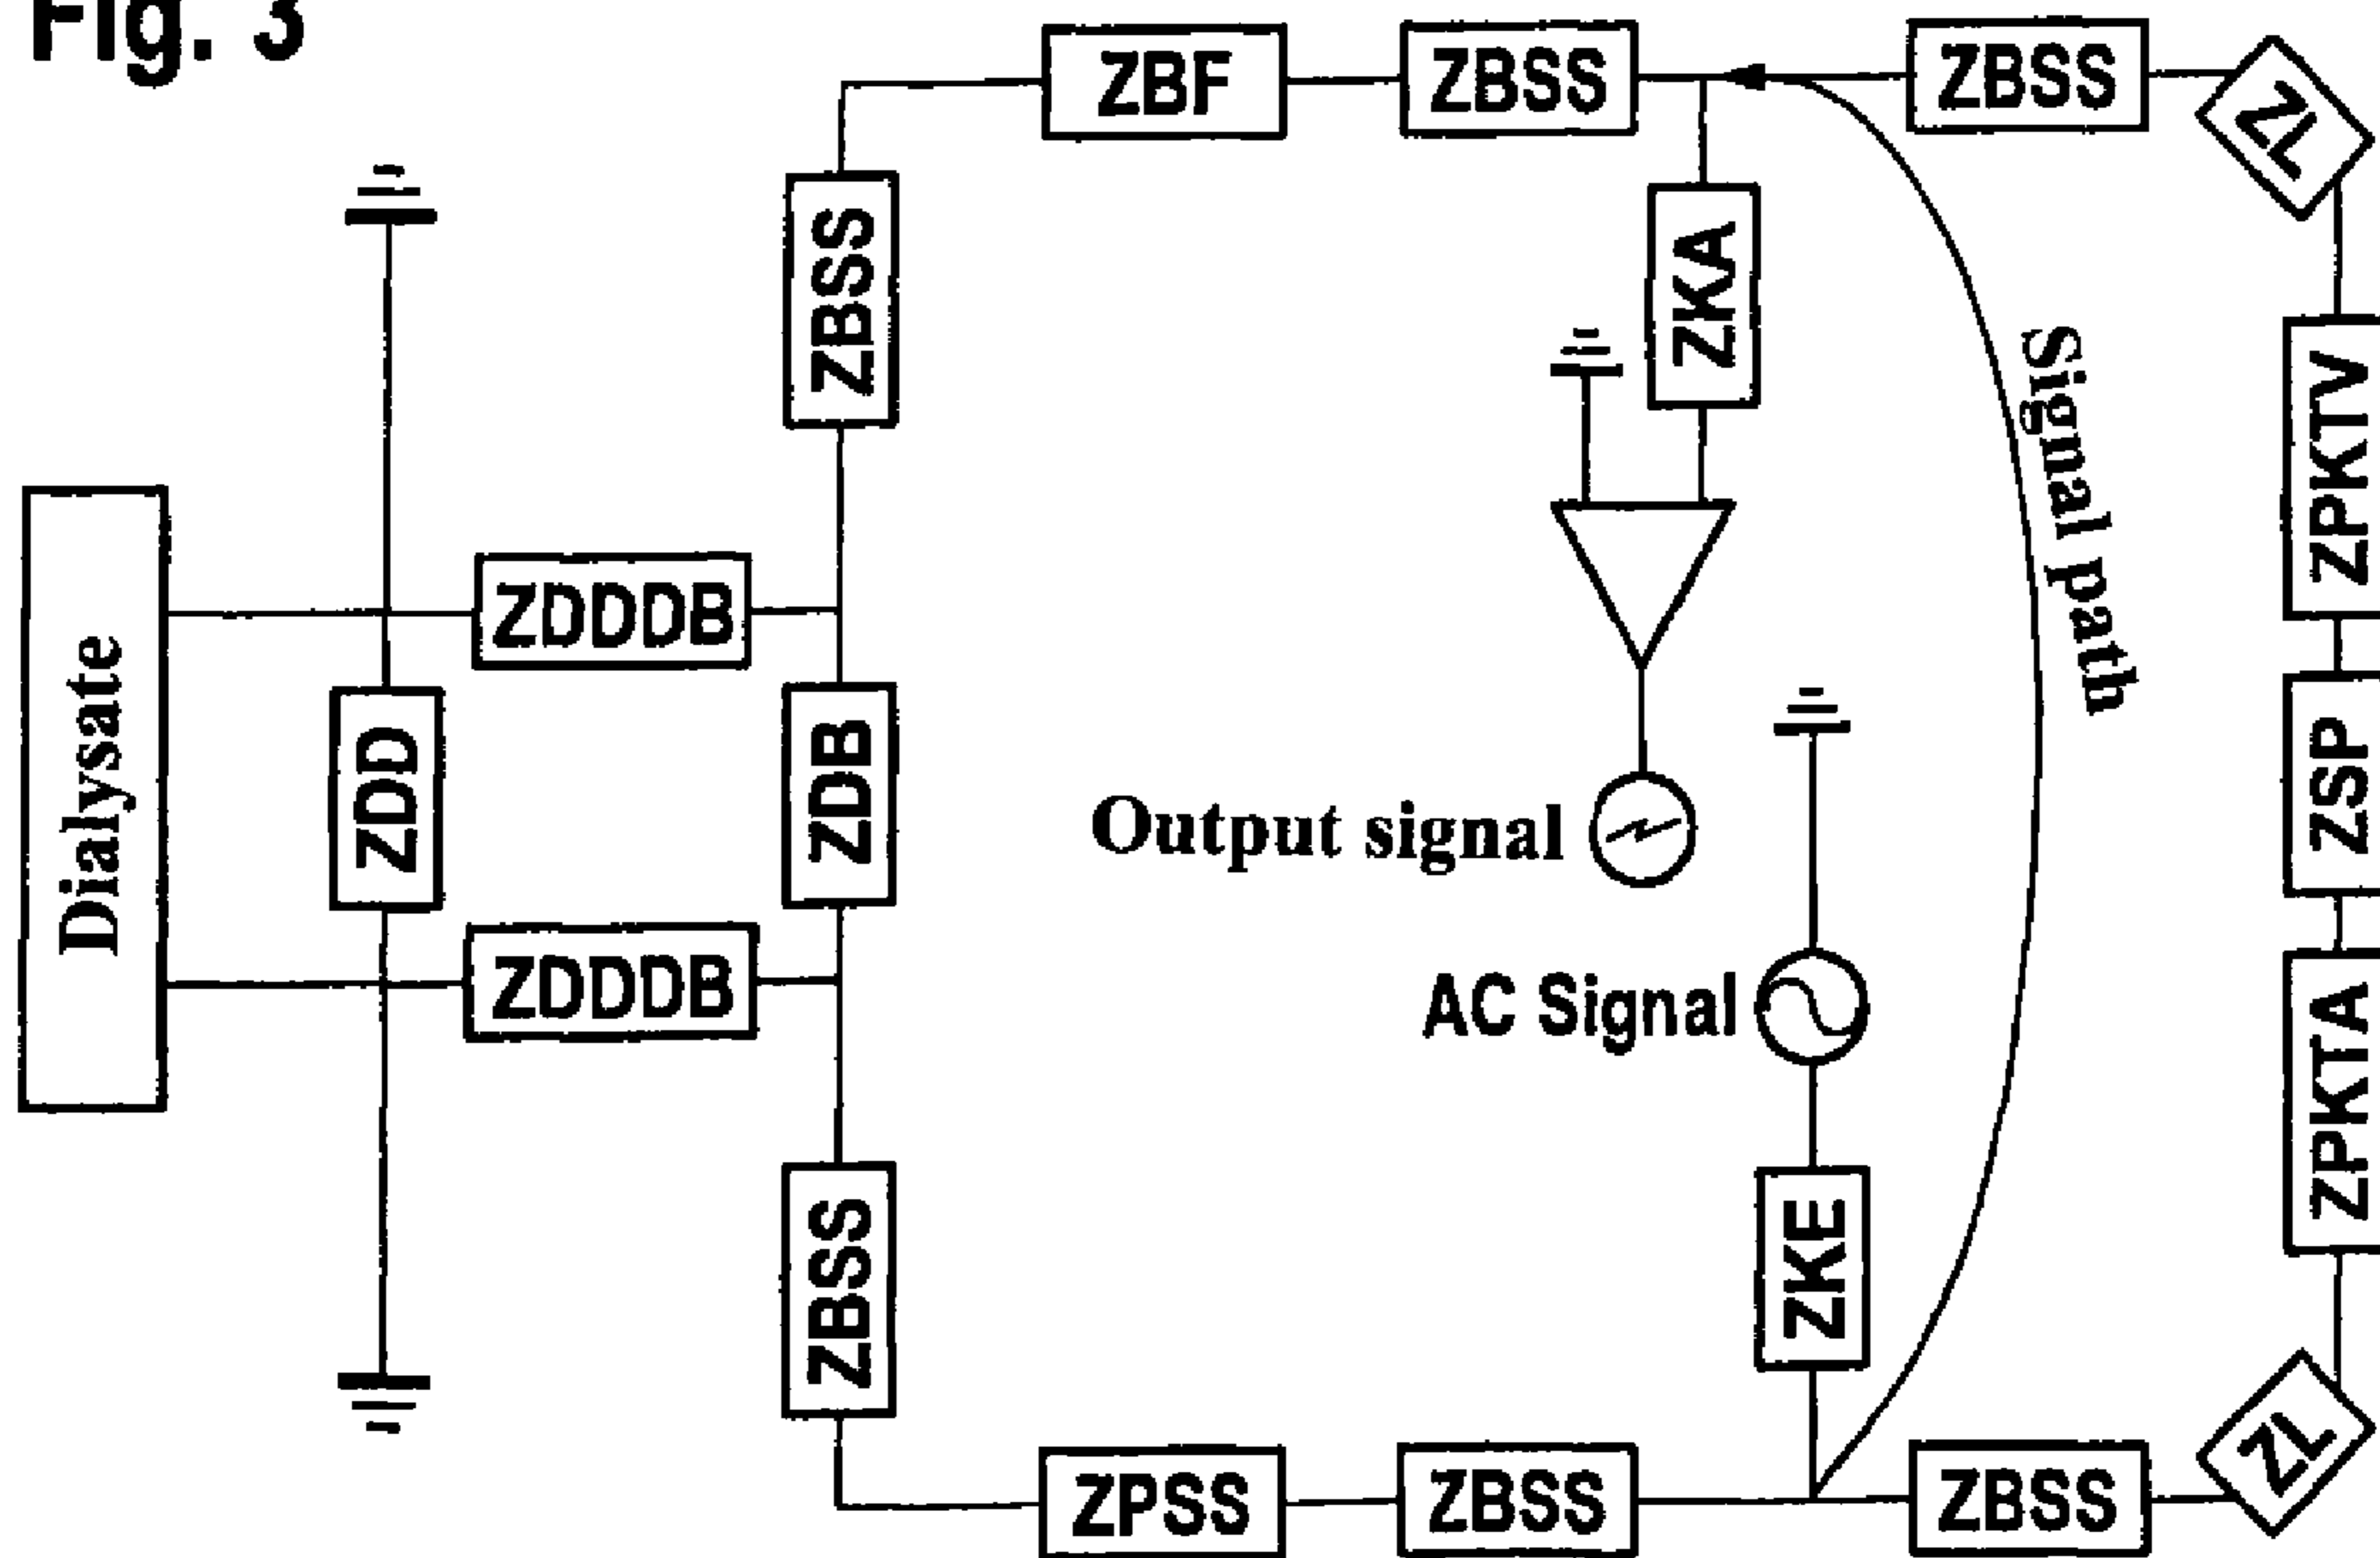 Fig. 3
ZBF
ZBSS
ZBSS
ZL
ZBSS
ZKA
Signal path
ZPKTV
Dialysate
ZDDDB
ZDD
ZDB
ZSP
Output signal
ZDDDB
AC Signal
ZPKTA
ZBSS
ZKE
ZL
ZPSS
ZBSS
ZBSS